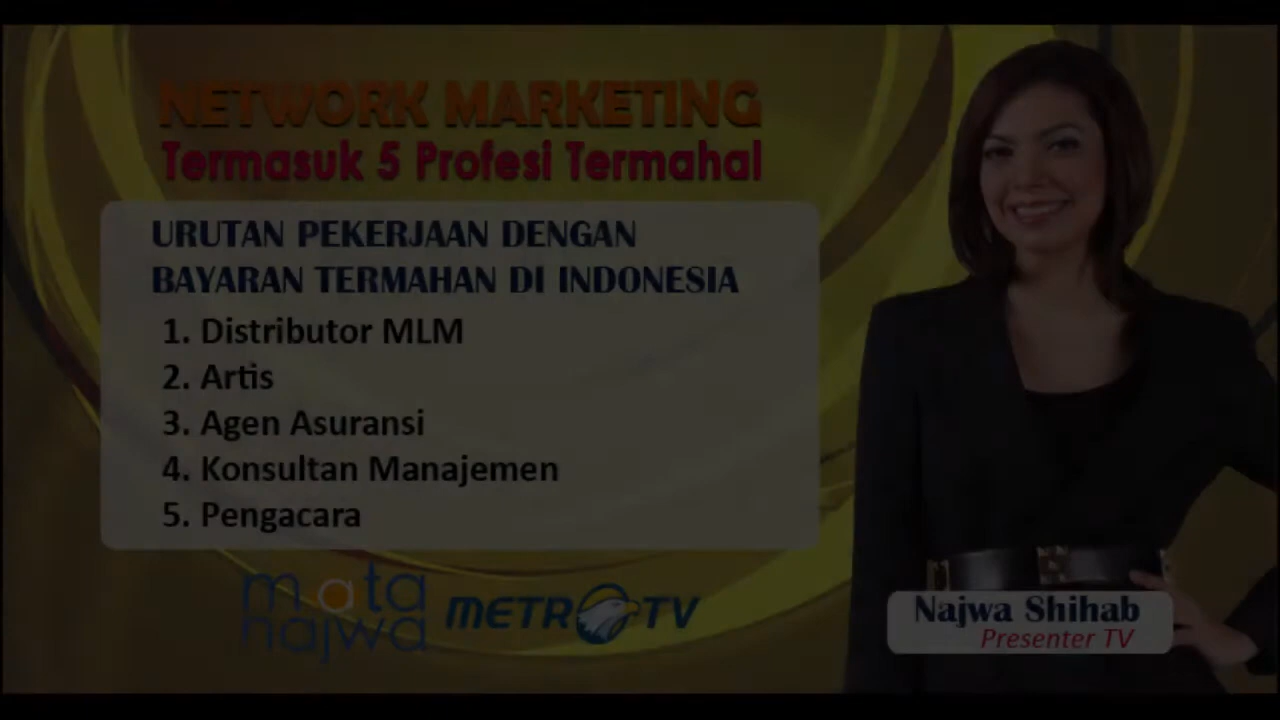 NETWORK MARKETING
Termasuk 5 Profesi Termahal
URUTAN PEKERJAAN DENGAN
BAYARAN TERMAHAN DI INDONESIA
1. Distributor MLM
2. Artis
3. Agen Asuransi
4. Konsultan Manajemen
5. Pengacara
mata
najwa
METRO TV
Najwa Shihab
Presenter TV